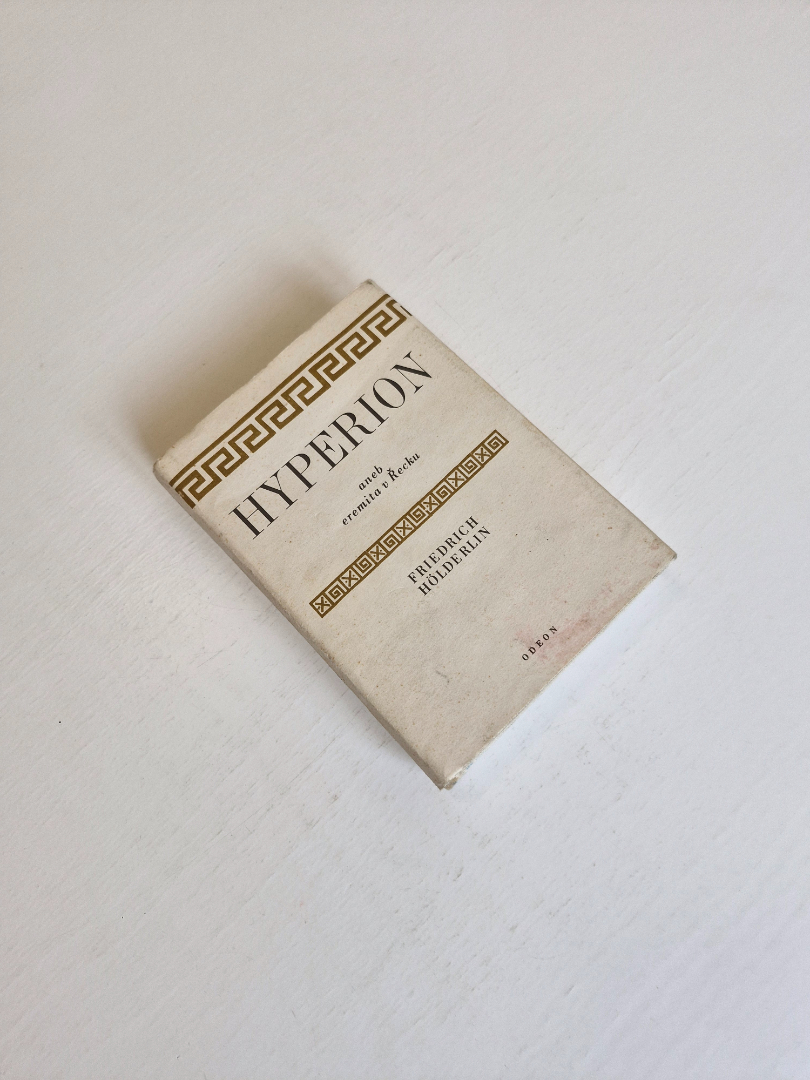 HYPERION
aneb
eremita v Řecku
FRIEDRICH
HÖLDERLIN
ODEON